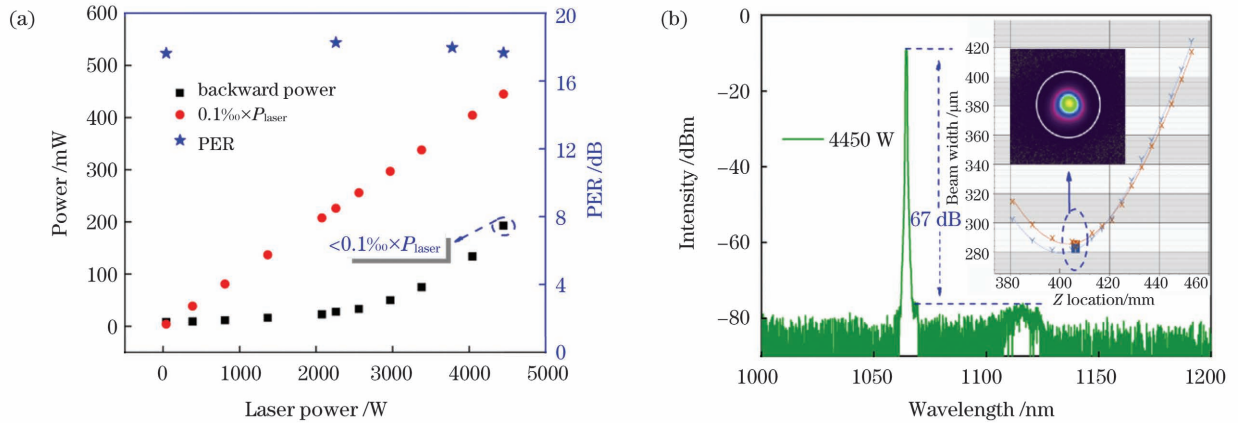 (a)
600
500
400
300
200
100
0
Power /mW
backward power
0.1‰×Plaser
PER
<0.1‰×Plaser
20
16
12
8
4
0
PER /dB
0 1000 2000 3000 4000 5000
Laser power /W
(b)
0
−20
−40
−60
−80
Intensity /dBm
4450 W
67 dB
420
400
380
360
340
320
300
280
Beam width /μm
380 400 420 440 460
Z location/mm
1000 1050 1100 1150 1200
Wavelength /nm